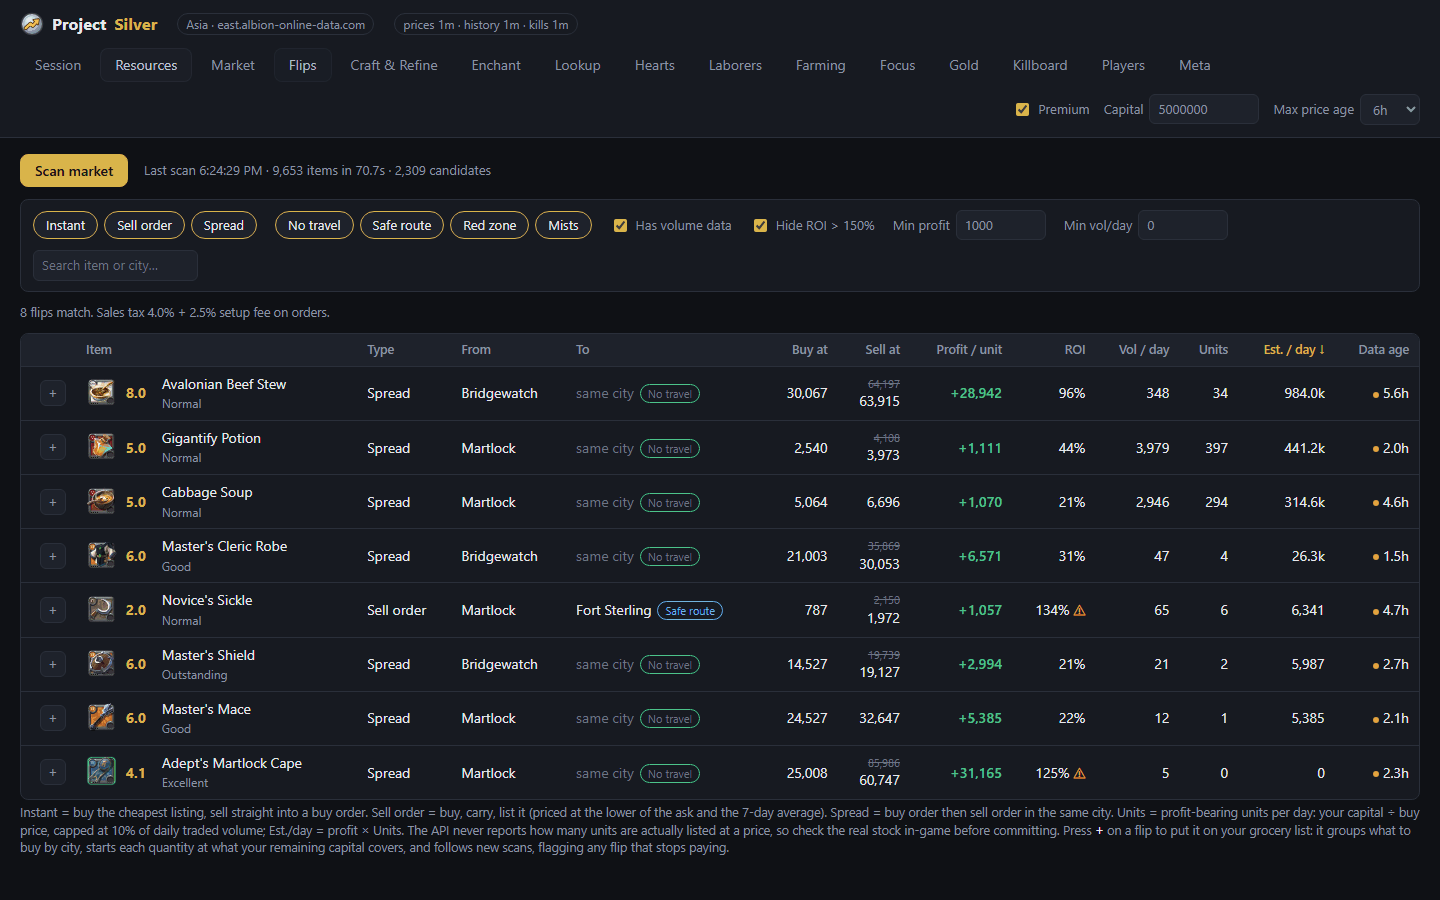 Project Silver
Asia · east.albion-online-data.com
prices 1m · history 1m · kills 1m
Session Resources Market Flips Craft & Refine Enchant Lookup Hearts Laborers Farming Focus Gold Killboard Players Meta
Premium Capital 5000000 Max price age 6h
Scan market Last scan 6:24:29 PM · 9,653 items in 70.7s · 2,309 candidates
Instant Sell order Spread No travel Safe route Red zone Mists Has volume data Hide ROI > 150% Min profit 1000 Min vol/day 0
Search item or city...
8 flips match. Sales tax 4.0% + 2.5% setup fee on orders.
Item Type From To Buy at Sell at Profit / unit ROI Vol / day Units Est. / day ↓ Data age
+ 8.0 Avalonian Beef Stew Normal Spread Bridgewatch same city No travel 30,067 64,197 63,915 +28,942 96% 348 34 984.0k 5.6h
+ 5.0 Gigantify Potion Normal Spread Martlock same city No travel 2,540 4,108 3,973 +1,111 44% 3,979 397 441.2k 2.0h
+ 5.0 Cabbage Soup Normal Spread Martlock same city No travel 5,064 6,696 +1,070 21% 2,946 294 314.6k 4.6h
+ 6.0 Master's Cleric Robe Good Spread Bridgewatch same city No travel 21,003 35,869 30,053 +6,571 31% 47 4 26.3k 1.5h
+ 2.0 Novice's Sickle Normal Sell order Martlock Fort Sterling Safe route 787 2,150 1,972 +1,057 134% ⚠ 65 6 6,341 4.7h
+ 6.0 Master's Shield Outstanding Spread Bridgewatch same city No travel 14,527 19,739 19,127 +2,994 21% 21 2 5,987 2.7h
+ 6.0 Master's Mace Good Spread Martlock same city No travel 24,527 32,647 +5,385 22% 12 1 5,385 2.1h
+ 4.1 Adept's Martlock Cape Excellent Spread Martlock same city No travel 25,008 85,986 60,747 +31,165 125% ⚠ 5 0 0 2.3h
Instant = buy the cheapest listing, sell straight into a buy order. Sell order = buy, carry, list it (priced at the lower of the ask and the 7-day average). Spread = buy order then sell order in the same city. Units = profit-bearing units per day: your capital ÷ buy
price, capped at 10% of daily traded volume; Est./day = profit × Units. The API never reports how many units are actually listed at a price, so check the real stock in-game before committing. Press + on a flip to put it on your grocery list: it groups what to
buy by city, starts each quantity at what your remaining capital covers, and follows new scans, flagging any flip that stops paying.